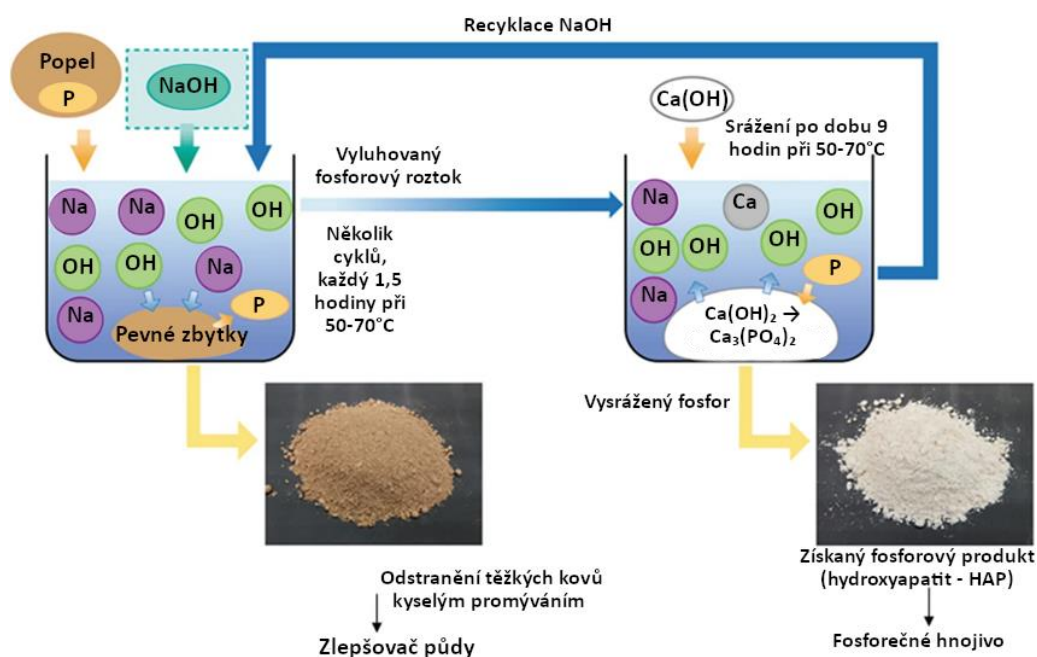 Recyklace NaOH
Popel
P
NaOH
Ca(OH)
Srážení po dobu 9
hodin při 50-70°C
Vyluhovaný
fosforový roztok
Několik
cyklů,
každý 1,5
hodiny při
50-70°C
Na
Na
OH
OH
OH
OH
Na
Na
P
Pevné zbytky
Na
Ca
OH
OH
OH
OH
P
Na
Ca(OH)₂ →
Ca₃(PO₄)₂
Vysrážený fosfor
Odstranění těžkých kovů
kyselým promýváním
Zlepšovač půdy
Získaný fosforový produkt
(hydroxyapatit - HAP)
Fosforečné hnojivo